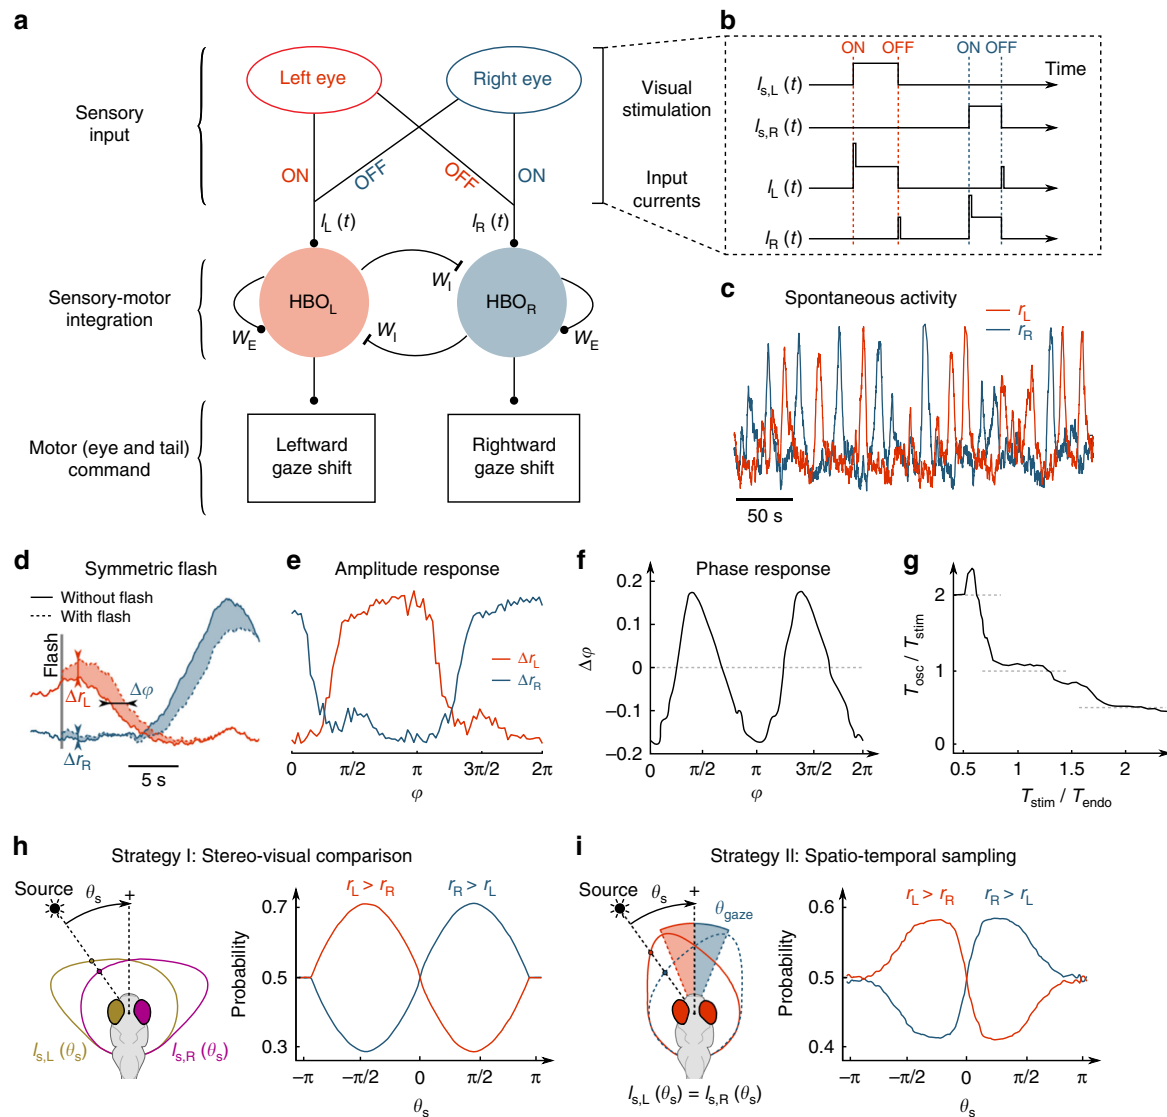 a
Sensory
input
Left eye
Right eye
ON
OFF
OFF
ON
I_L (t)
I_R (t)
Sensory-motor
integration
HBO_L
HBO_R
W_E
W_I
W_I
W_E
Motor (eye and tail)
command
Leftward
gaze shift
Rightward
gaze shift
b
Visual
stimulation
Input
currents
ON OFF
ON OFF
Time
I_s,L (t)
I_s,R (t)
I_L (t)
I_R (t)
c
Spontaneous activity
r_L
r_R
50 s
d
Symmetric flash
Without flash
With flash
Flash
Δr_L
Δφ
Δr_R
5 s
e
Amplitude response
Δr_L
Δr_R
0 π/2 π 3π/2 2π
φ
f
Phase response
0.2
0.1
0
−0.1
−0.2
Δφ
0 π/2 π 3π/2 2π
φ
g
T_osc / T_stim
2
1
0
0.5 1 1.5 2
T_stim / T_endo
h
Strategy I: Stereo-visual comparison
Source
θ_s
+
I_s,L (θ_s)
I_s,R (θ_s)
r_L > r_R
r_R > r_L
Probability
0.7
0.5
0.3
−π −π/2 0 π/2 π
θ_s
i
Strategy II: Spatio-temporal sampling
Source
θ_s
+
θ_gaze
I_s,L (θ_s) = I_s,R (θ_s)
r_L > r_R
r_R > r_L
Probability
0.6
0.5
0.4
−π −π/2 0 π/2 π
θ_s